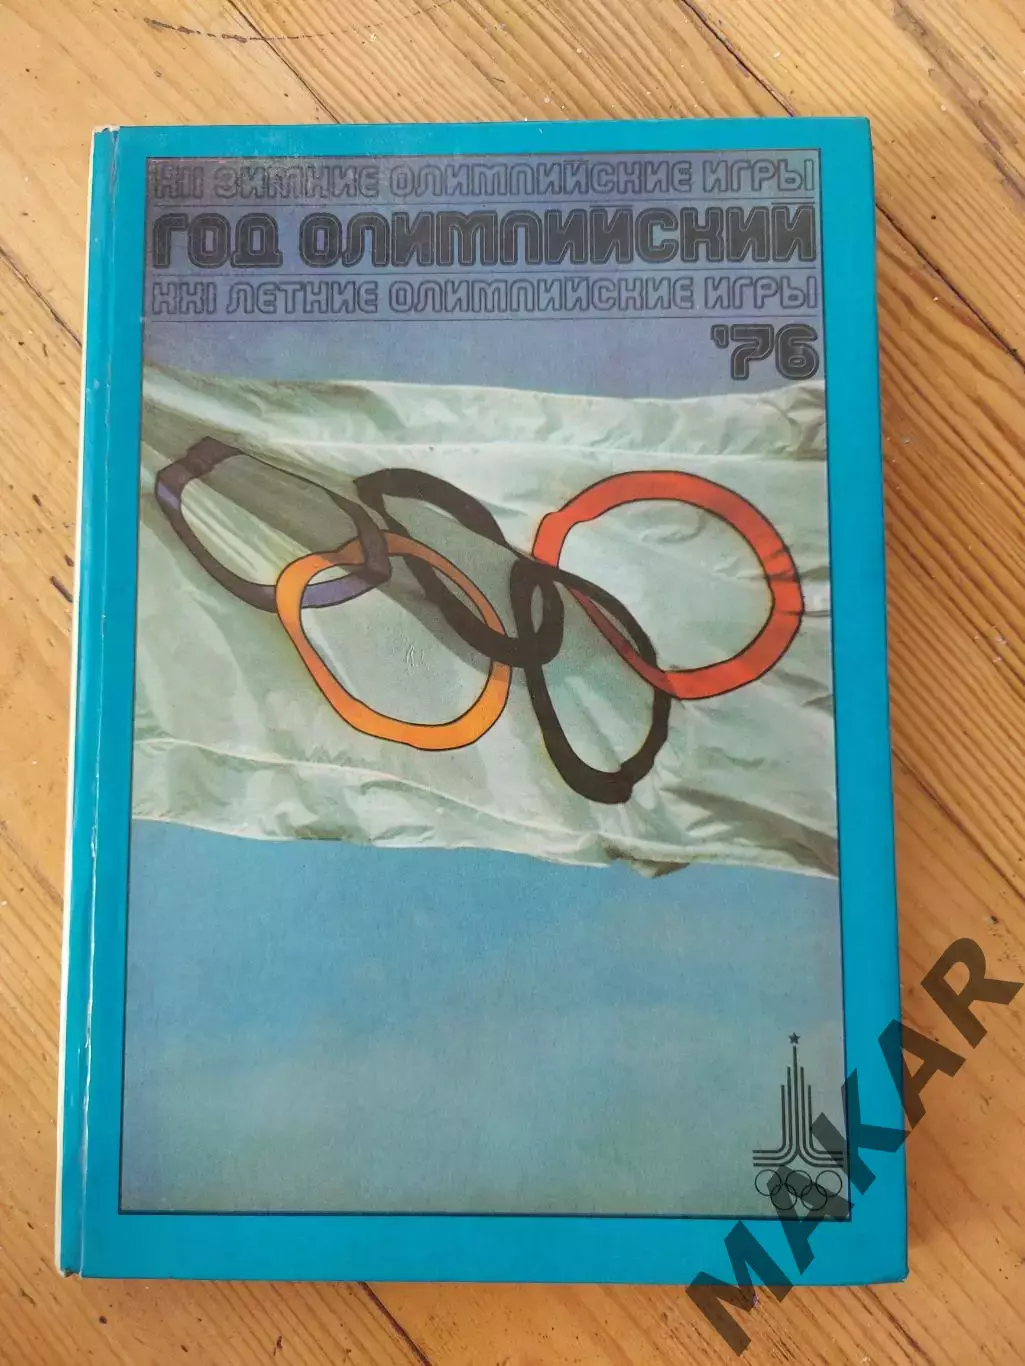 XII ЗИМНИЕ ОЛИМПИЙСКИЕ ИГРЫ
ГОД ОЛИМПИЙСКИЙ
XXI ЛЕТНИЕ ОЛИМПИЙСКИЕ ИГРЫ
'76
MAKAR